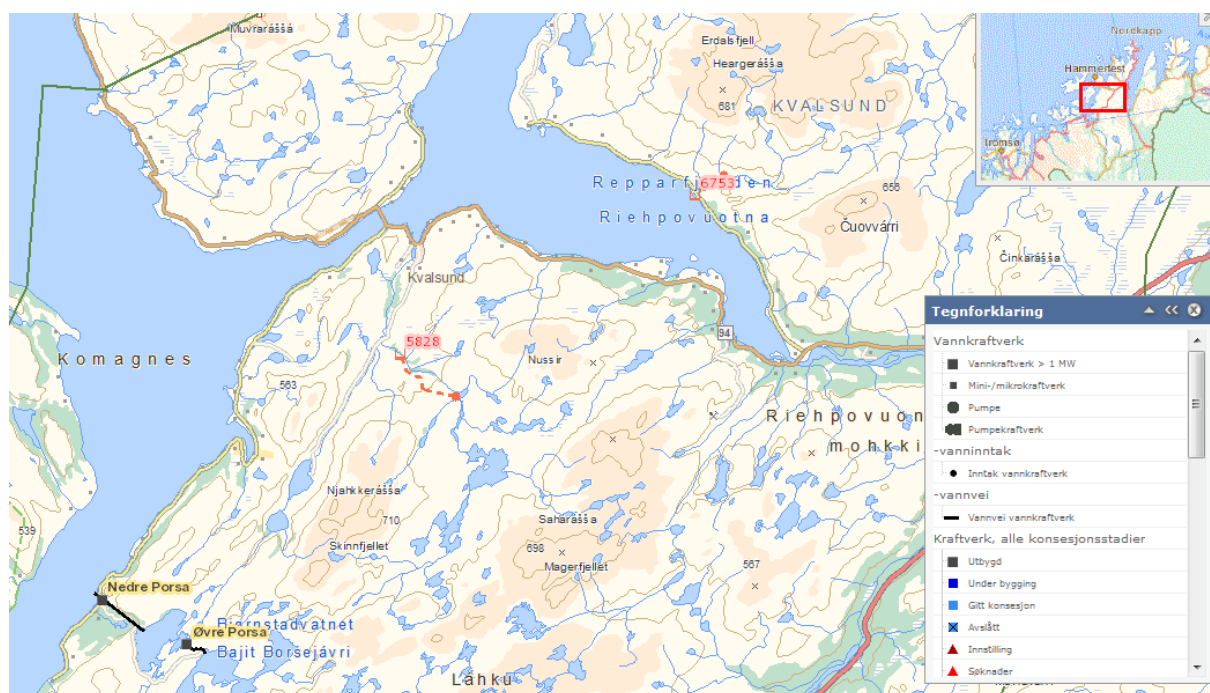 Muvrarášša
Erdalsfjell
Heargerášša
681
KVALSUND
Nordkapp
Hammerfest
Tromsø
Repparfjorden
6753
Riehpovuotna
656
Čuovvárri
Činkarášša
Kvalsund
94
5828
Nussir
Komagnes
563
Riehpovuon
mohkki
Njahkkerášša
710
Skinnfjellet
539
Saharášša
698
Magerfjellet
567
Nedre Porsa
Bjørnstadvatnet
Øvre Porsa
Bajit Borsejávri
Láhku
Tegnforklaring
Vannkraftverk
Vannkraftverk > 1 MW
Mini-/mikrokraftverk
Pumpe
Pumpekraftverk
-vanninntak
Inntak vannkraftverk
-vannvei
Vannvei vannkraftverk
Kraftverk, alle konsesjonsstadier
Utbygd
Under bygging
Gitt konsesjon
Avslått
Innstilling
Søknader